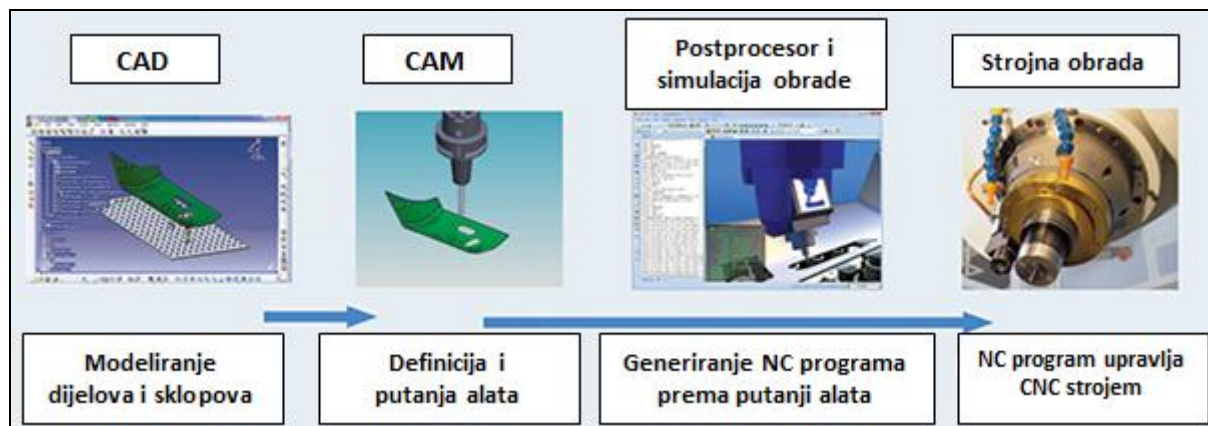 CAD
CAM
Postprocesor i
simulacija obrade
Strojna obrada
Modeliranje
dijelova i sklopova
Definicija i
putanja alata
Generiranje NC programa
prema putanji alata
NC program upravlja
CNC strojem